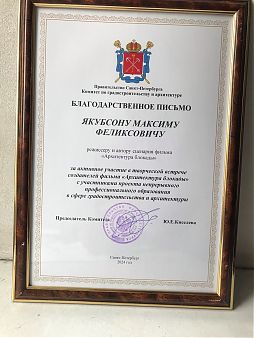 Правительство Санкт-Петербурга
Комитет по градостроительству и архитектуре
БЛАГОДАРСТВЕННОЕ ПИСЬМО
ЯКУБСОНУ МАКСИМУ
ФЕЛИКСОВИЧУ
режиссеру и автору сценария фильма
«Архитектура блокады»
за активное участие в творческой встрече
создателей фильма «Архитектура блокады»
с участниками проекта непрерывного
профессионального образования
в сфере градостроительства и архитектуры
Председатель Комитета
Ю.Е.Киселева
Санкт-Петербург
2024 год